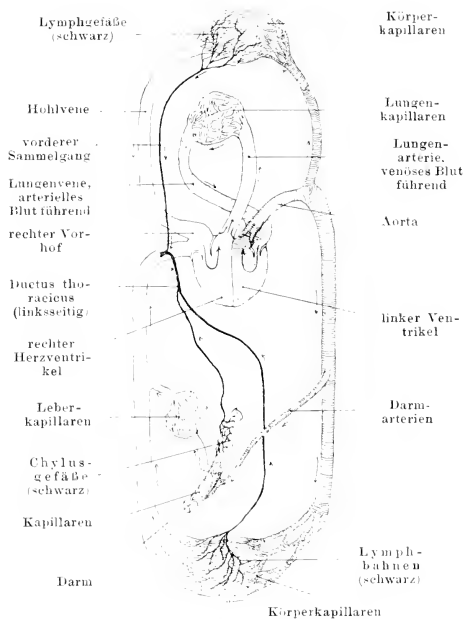 Lymphgefäße
(schwarz)
Hohlvene
vorderer
Sammelgang
Lungenvene,
arterielles
Blut führend
rechter Vor-
hof
Ductus tho-
racicus
(linksseitig)
rechter
Herzventri-
kel
Leber-
kapillaren
Chylus-
gefäße
(schwarz)
Kapillaren
Darm
Körper-
kapillaren
Lungen-
kapillaren
Lungen-
arterie,
venöses Blut
führend
Aorta
linker Ven-
trikel
Darm-
arterien
Lymph-
bahnen
(schwarz)
Körperkapillaren